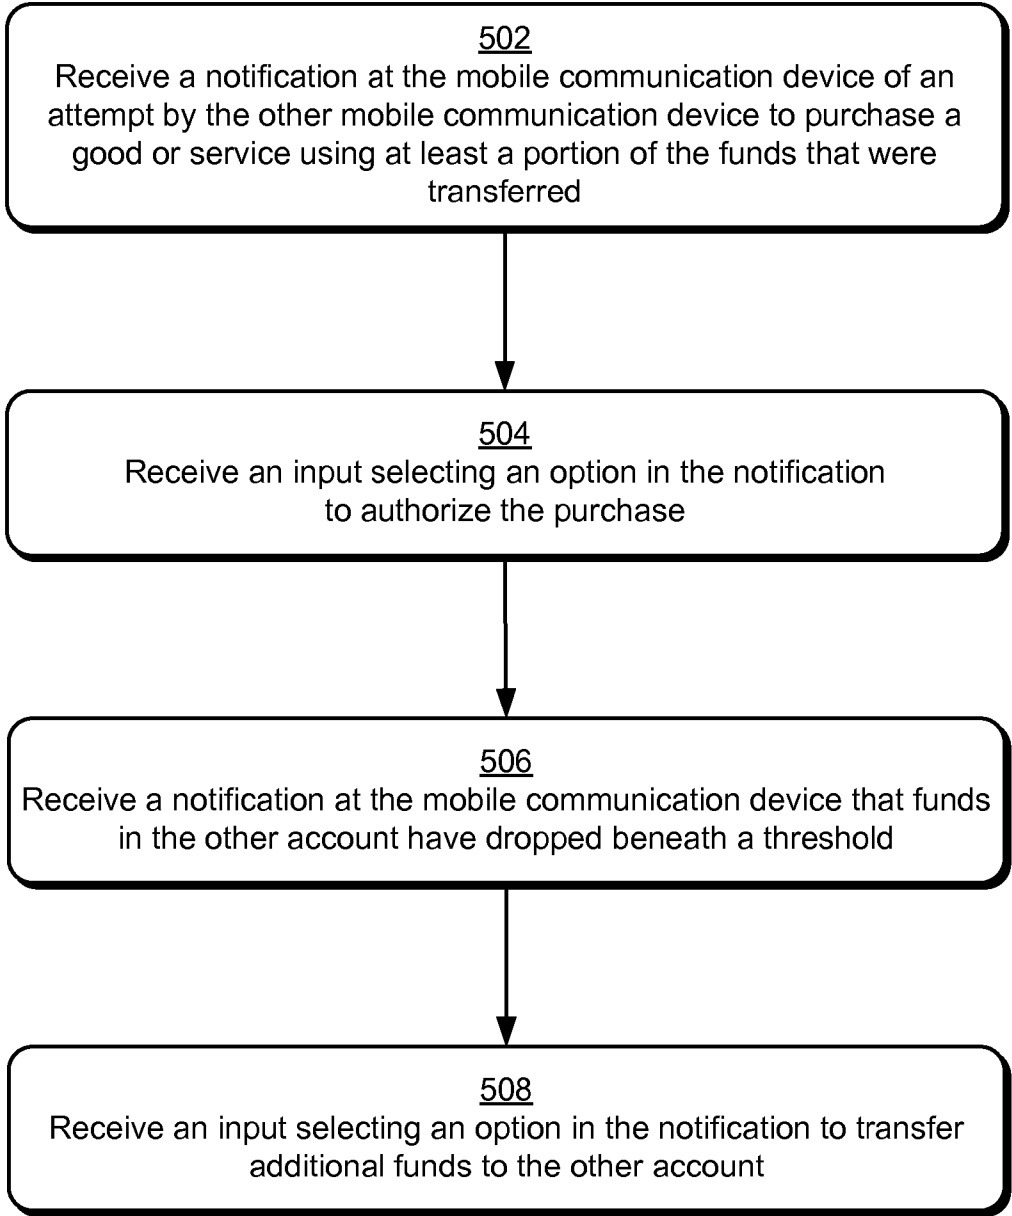 502
Receive a notification at the mobile communication device of an
attempt by the other mobile communication device to purchase a
good or service using at least a portion of the funds that were
transferred
504
Receive an input selecting an option in the notification
to authorize the purchase
506
Receive a notification at the mobile communication device that funds
in the other account have dropped beneath a threshold
508
Receive an input selecting an option in the notification to transfer
additional funds to the other account